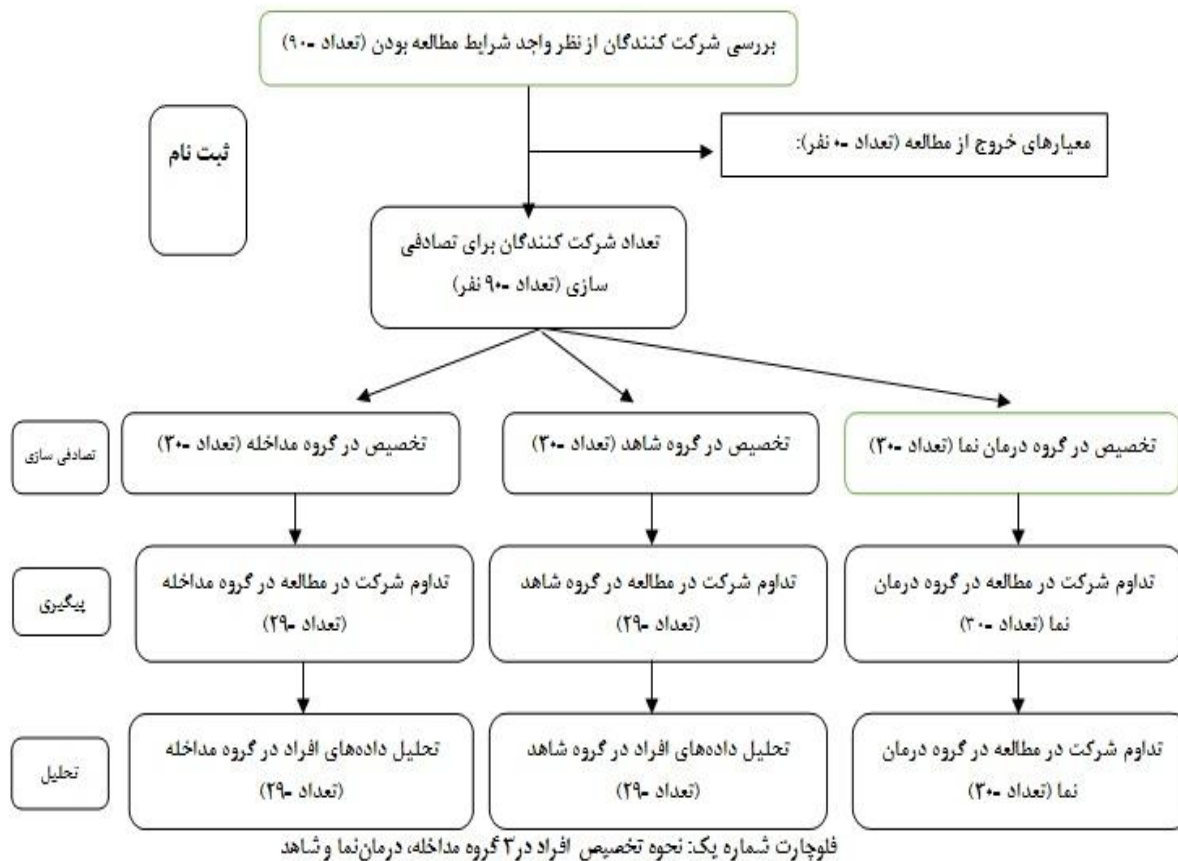 بررسی شرکت کنندگان از نظر واجد شرایط مطالعه بودن (تعداد =۹۰)
ثبت نام
معیارهای خروج از مطالعه (تعداد =۰ نفر):
تعداد شرکت کنندگان برای تصادفی
سازی (تعداد =۹۰ نفر)
تصادفی سازی
تخصیص در گروه مداخله (تعداد =۳۰)
تخصیص در گروه شاهد (تعداد =۳۰)
تخصیص در گروه درمان نما (تعداد =۳۰)
پیگیری
تداوم شرکت در مطالعه در گروه مداخله
(تعداد =۲۹)
تداوم شرکت در مطالعه در گروه شاهد
(تعداد =۲۹)
تداوم شرکت در مطالعه در گروه درمان
نما (تعداد =۳۰)
تحلیل
تحلیل داده‌های افراد در گروه مداخله
(تعداد =۲۹)
تحلیل داده‌های افراد در گروه شاهد
(تعداد =۲۹)
تداوم شرکت در مطالعه در گروه درمان
نما (تعداد =۳۰)
فلوچارت شماره یک: نحوه تخصیص افراد در۳ گروه مداخله، درمان‌نما و شاهد